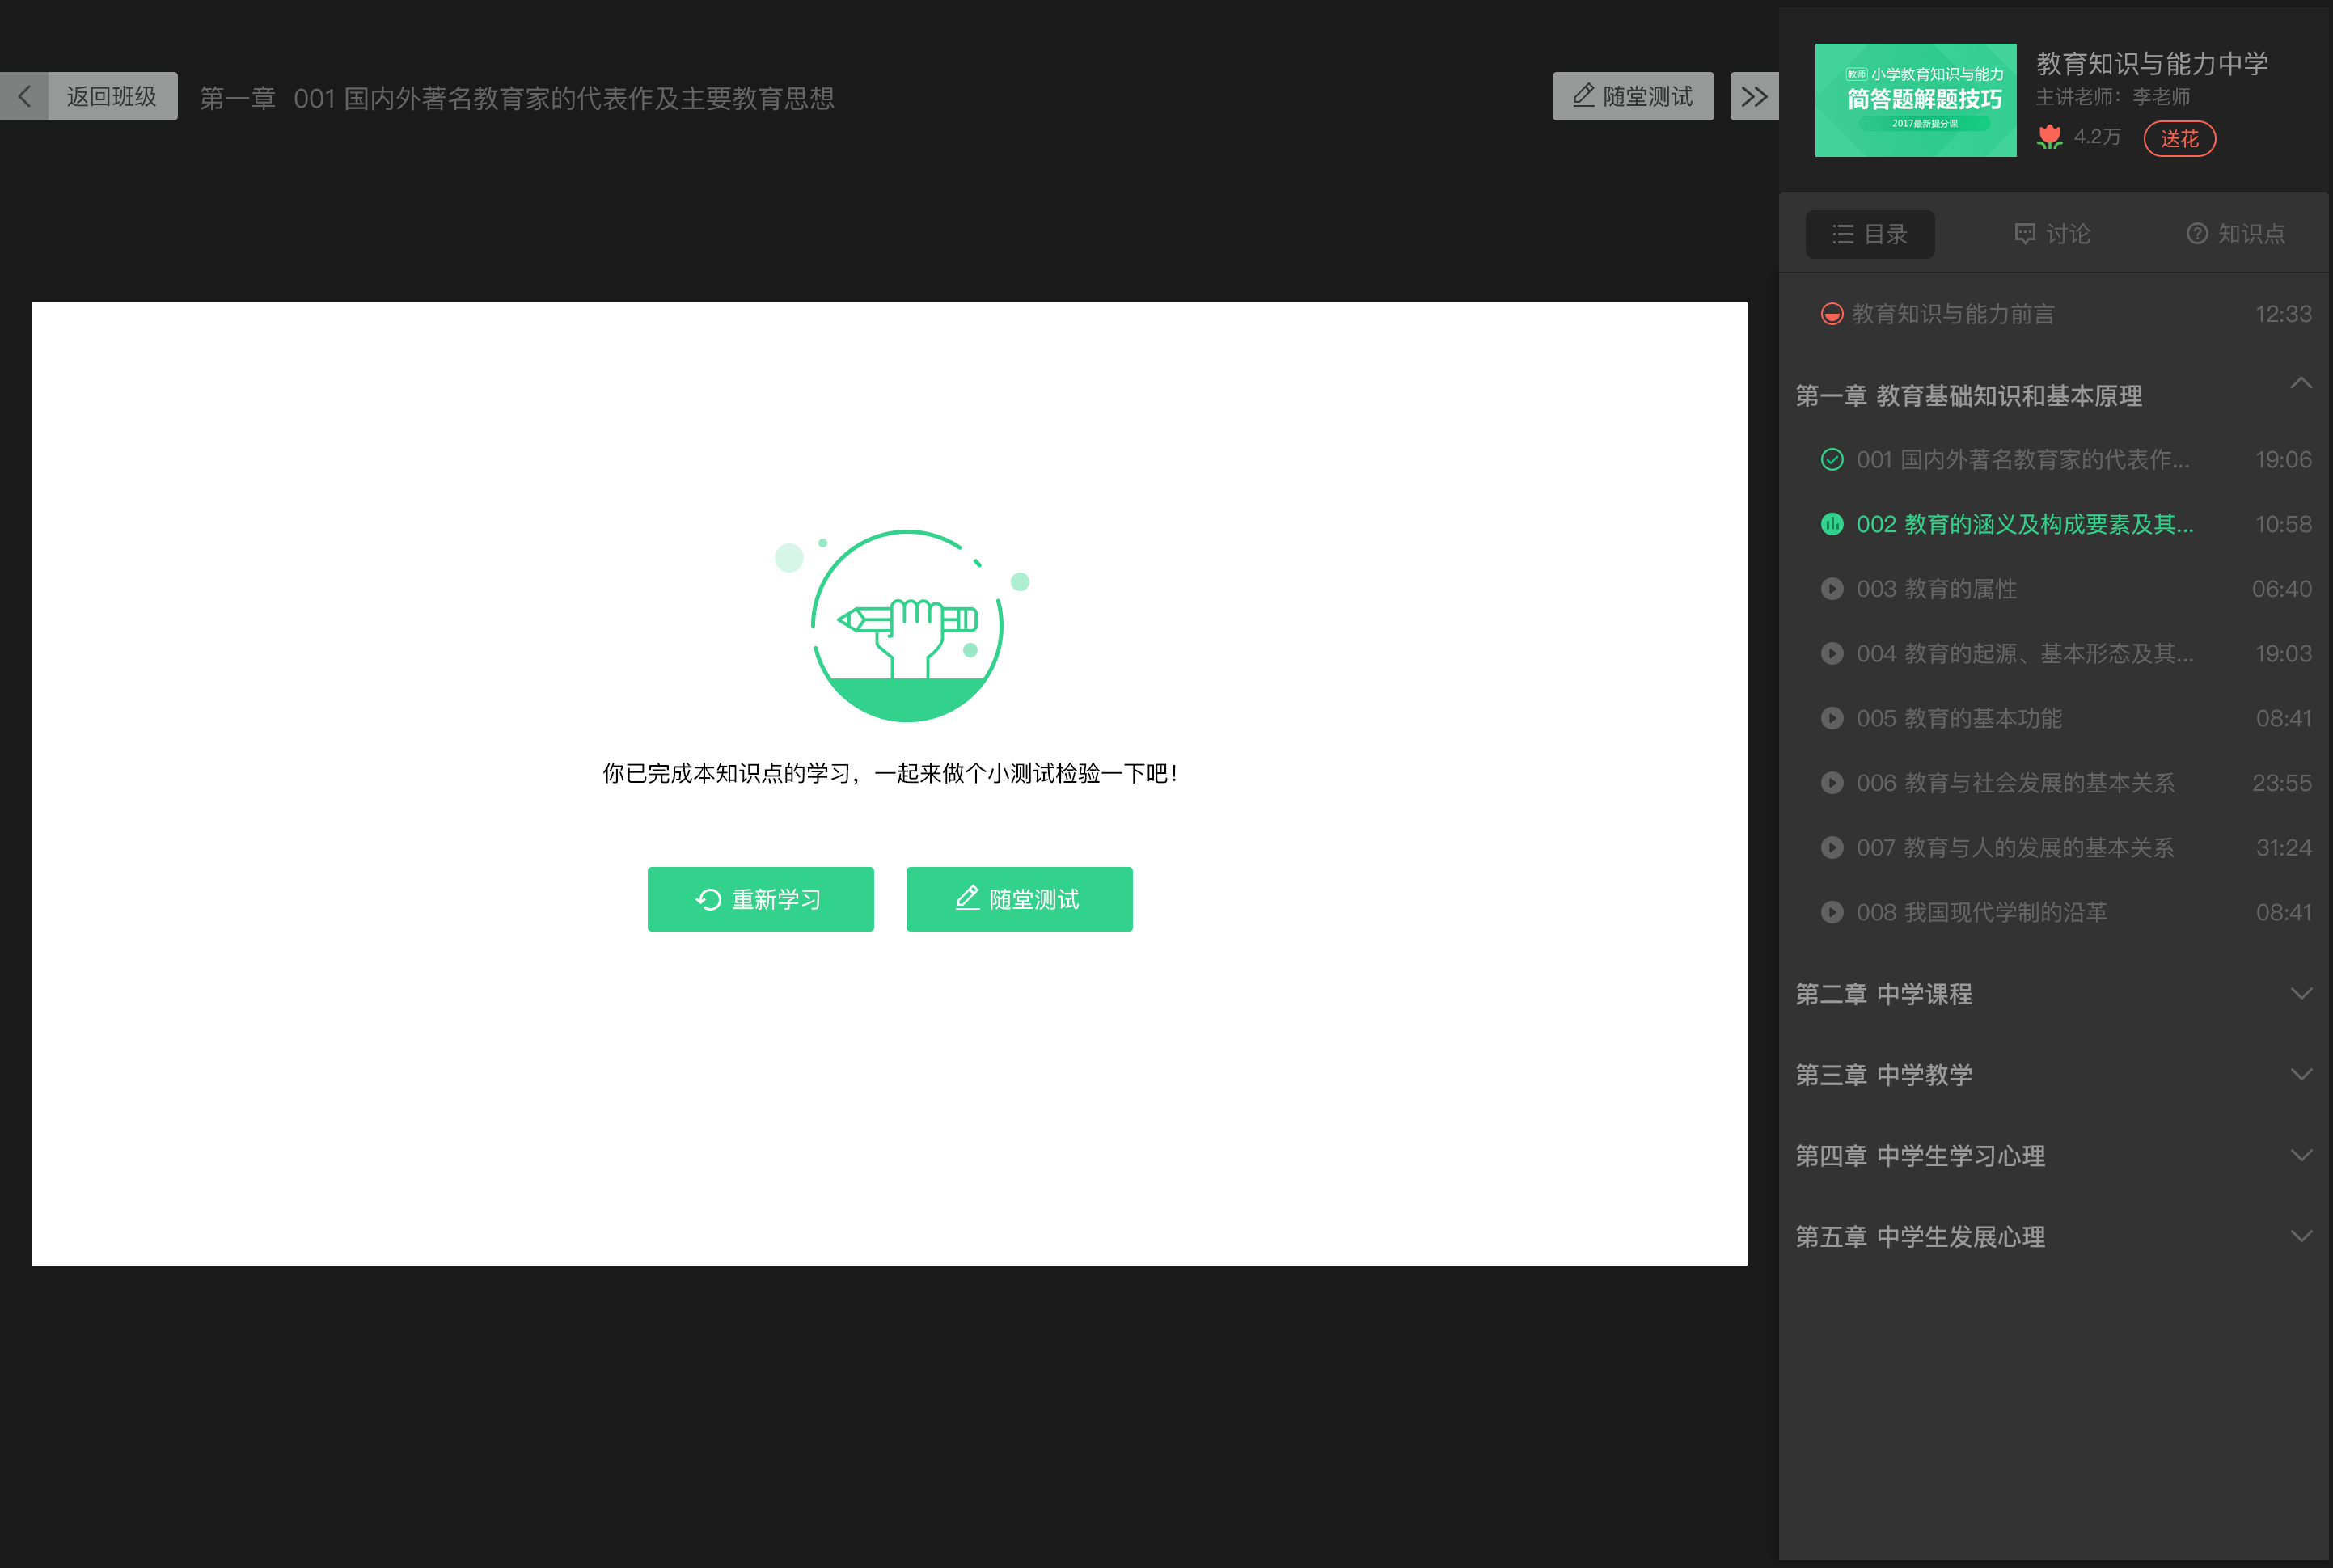 返回班级
第一章 001 国内外著名教育家的代表作及主要教育思想
随堂测试
教师 小学教育知识与能力
简答题解题技巧
2017最新提分课
教育知识与能力中学
主讲老师：李老师
4.2万 送花
目录 讨论 知识点
教育知识与能力前言 12:33
第一章 教育基础知识和基本原理
001 国内外著名教育家的代表作... 19:06
002 教育的涵义及构成要素及其... 10:58
003 教育的属性 06:40
004 教育的起源、基本形态及其... 19:03
005 教育的基本功能 08:41
006 教育与社会发展的基本关系 23:55
007 教育与人的发展的基本关系 31:24
008 我国现代学制的沿革 08:41
第二章 中学课程
第三章 中学教学
第四章 中学生学习心理
第五章 中学生发展心理
你已完成本知识点的学习，一起来做个小测试检验一下吧！
重新学习 随堂测试